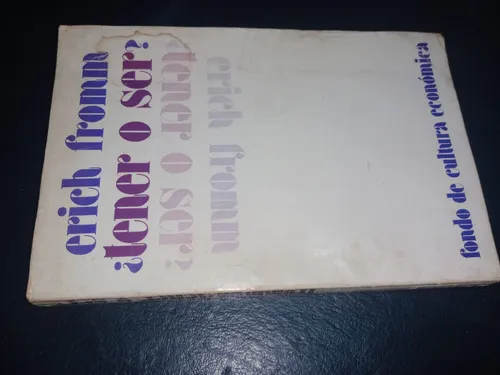 erich fromm
¿tener o ser?
¿tener o ser?
erich fromm
fondo de cultura económica